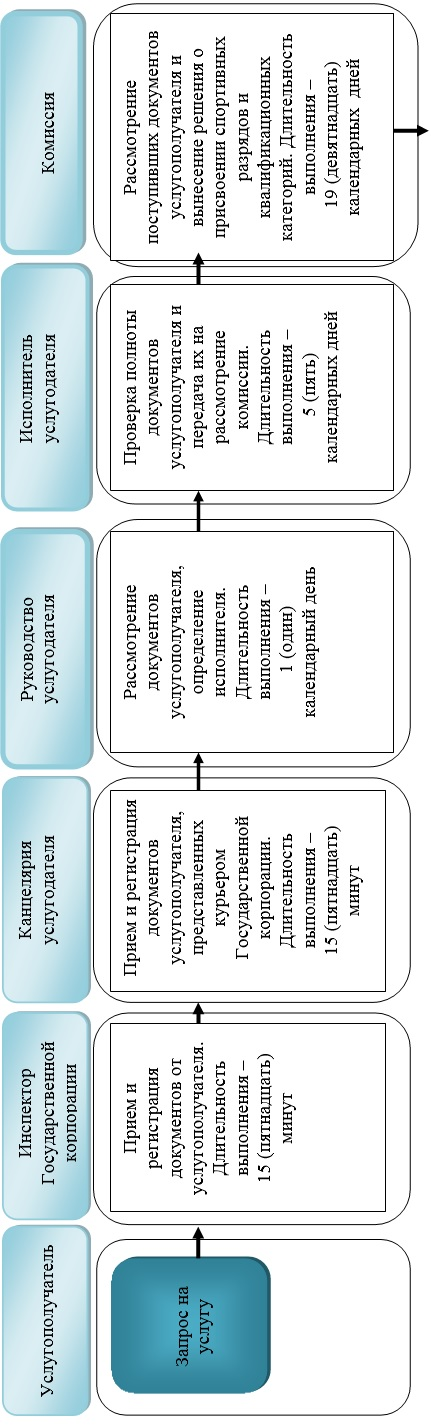 Услугополучатель
Инспектор
Государственной
корпорации
Канцелярия
услугодателя
Руководство
услугодателя
Исполнитель
услугодателя
Комиссия
Запрос на
услугу
Прием и
регистрация
документов от
услугополучателя.
Длительность
выполнения –
15 (пятнадцать)
минут
Прием и регистрация
документов
услугополучателя,
представленных
курьером
Государственной
корпорации.
Длительность
выполнения –
15 (пятнадцать)
минут
Рассмотрение
документов
услугополучателя,
определение
исполнителя.
Длительность
выполнения –
1 (один)
календарный день
Проверка полноты
документов
услугополучателя и
передача их на
рассмотрение
комиссии.
Длительность
выполнения –
5 (пять)
календарных дней
Рассмотрение
поступивших документов
услугополучателя и
вынесение решения о
присвоении спортивных
разрядов и
квалификационных
категорий. Длительность
выполнения –
19 (девятнадцать)
календарных дней